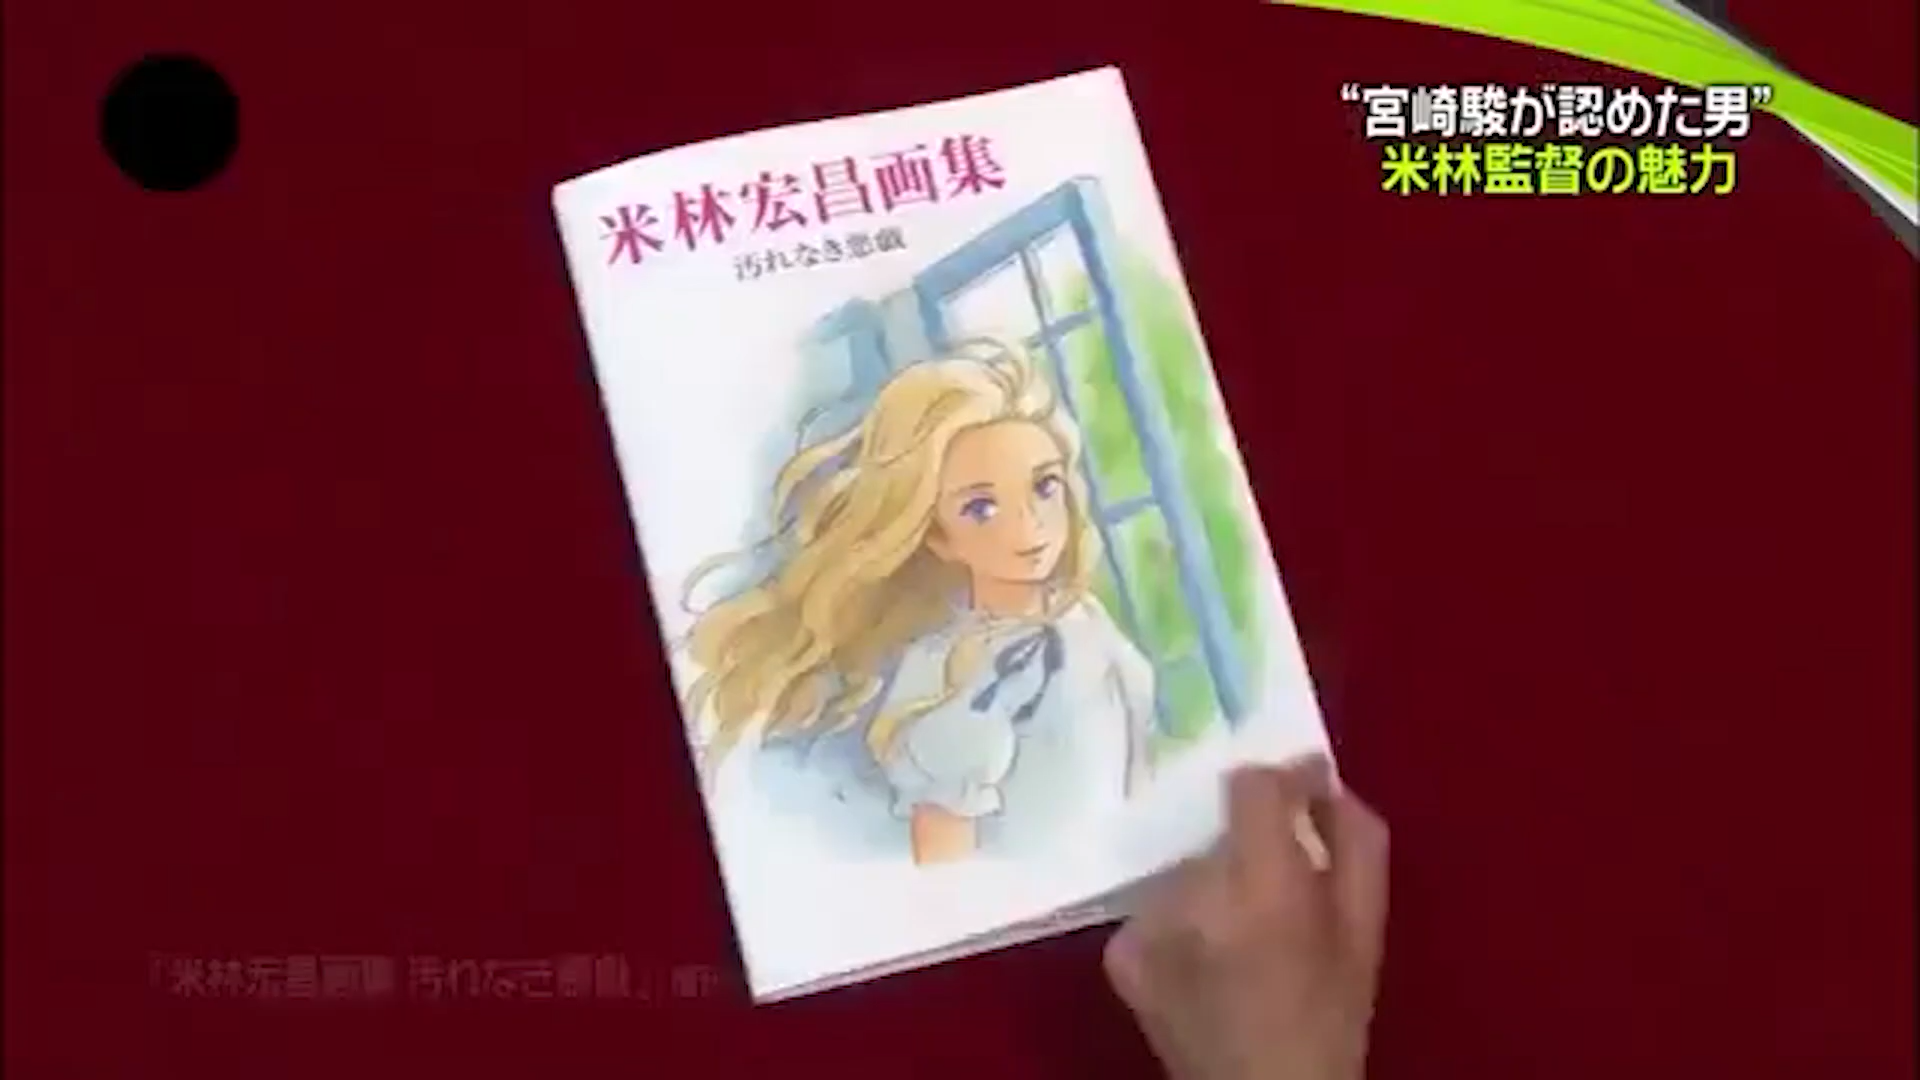 “宮崎駿が認めた男”
米林監督の魅力
米林宏昌画集
汚れなき悪戯
「米林宏昌画集 汚れなき悪戯」